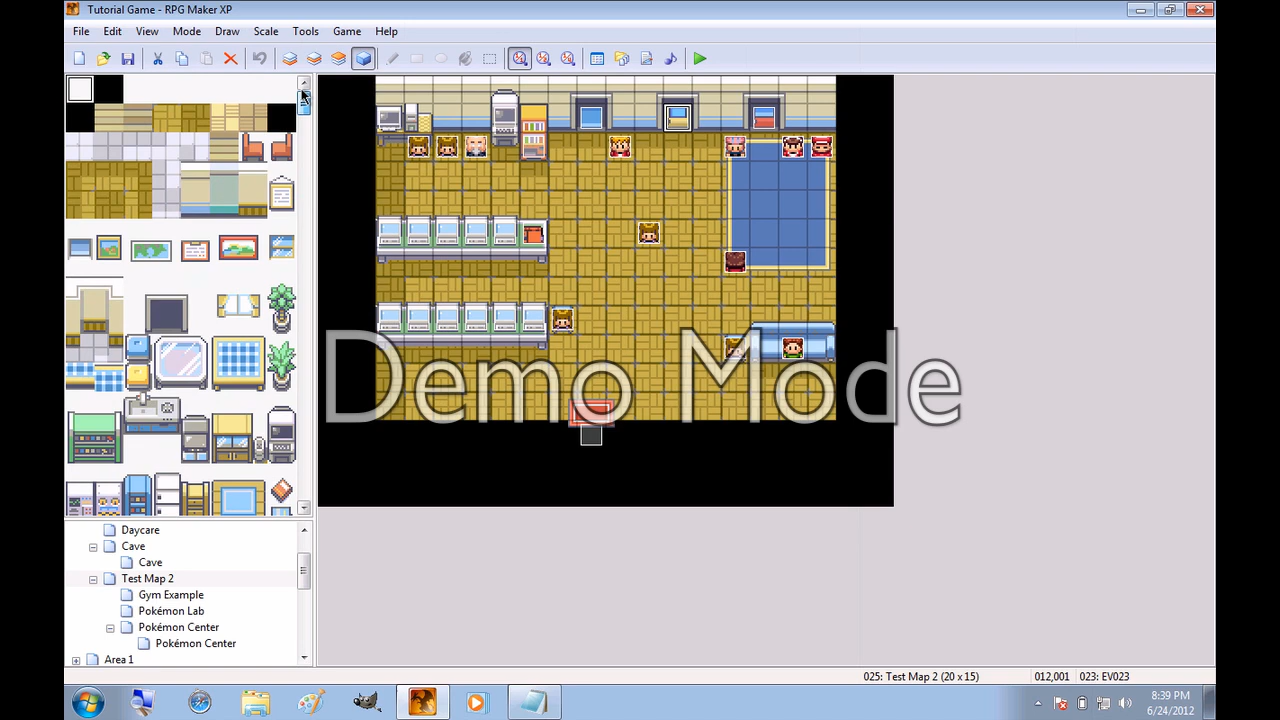 Tutorial Game - RPG Maker XP
File Edit View Mode Draw Scale Tools Game Help
Demo Mode
Daycare
Cave
Cave
Test Map 2
Gym Example
Pokémon Lab
Pokémon Center
Pokémon Center
Area 1
025: Test Map 2 (20 x 15) 012,001 023: EV023
8:39 PM
6/24/2012